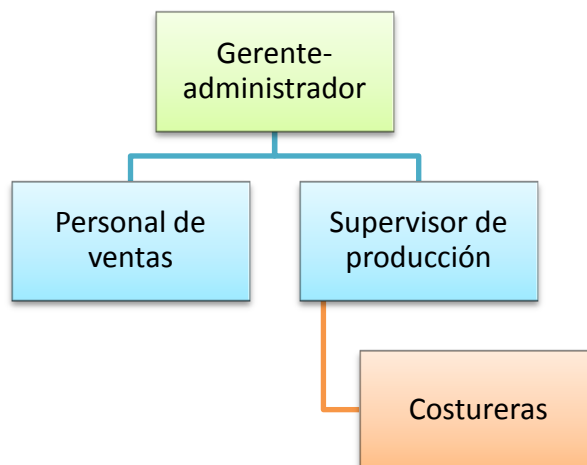 Gerente-
administrador
Personal de
ventas
Supervisor de
producción
Costureras